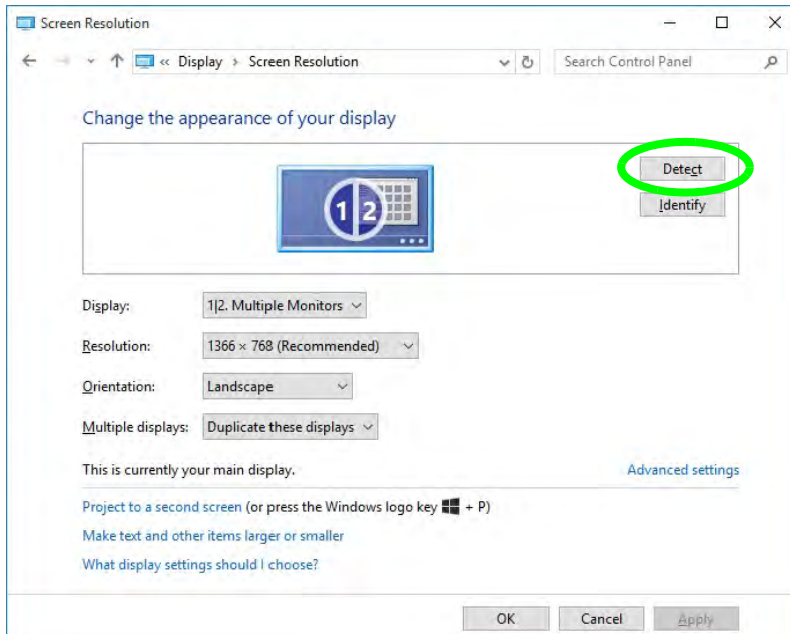 Screen Resolution
« Display › Screen Resolution
Search Control Panel
Change the appearance of your display
Detect
1 2
Identify
Display: 1|2. Multiple Monitors
Resolution: 1366 × 768 (Recommended)
Orientation: Landscape
Multiple displays: Duplicate these displays
This is currently your main display. Advanced settings
Project to a second screen (or press the Windows logo key + P)
Make text and other items larger or smaller
What display settings should I choose?
OK Cancel Apply